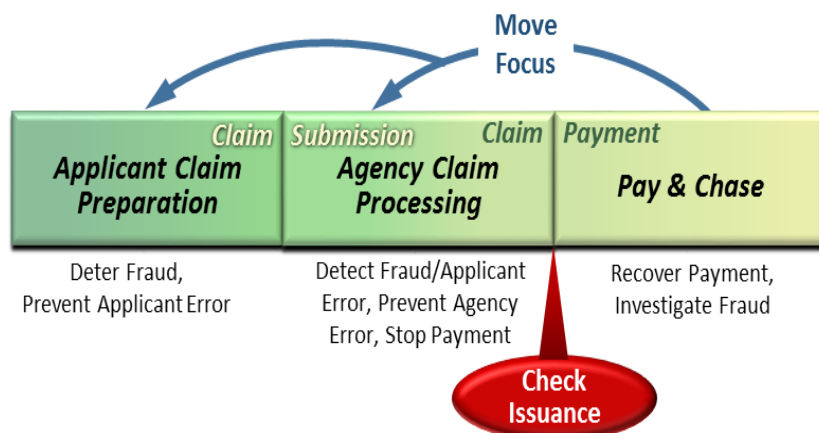 Move
Focus
Claim Submission
Claim Payment
Applicant Claim
Preparation
Agency Claim
Processing
Pay & Chase
Deter Fraud,
Prevent Applicant Error
Detect Fraud/Applicant
Error, Prevent Agency
Error, Stop Payment
Recover Payment,
Investigate Fraud
Check
Issuance